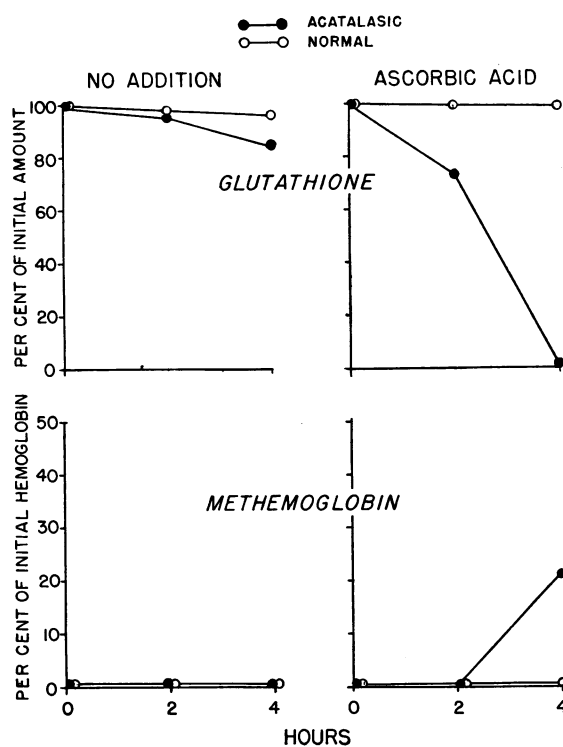 ACATALASIC
NORMAL
NO ADDITION
ASCORBIC ACID
PER CENT OF INITIAL AMOUNT
100
80
60
40
20
0
GLUTATHIONE
PER CENT OF INITIAL HEMOGLOBIN
50
40
30
20
10
0
METHEMOGLOBIN
0 2 4 0 2 4
HOURS